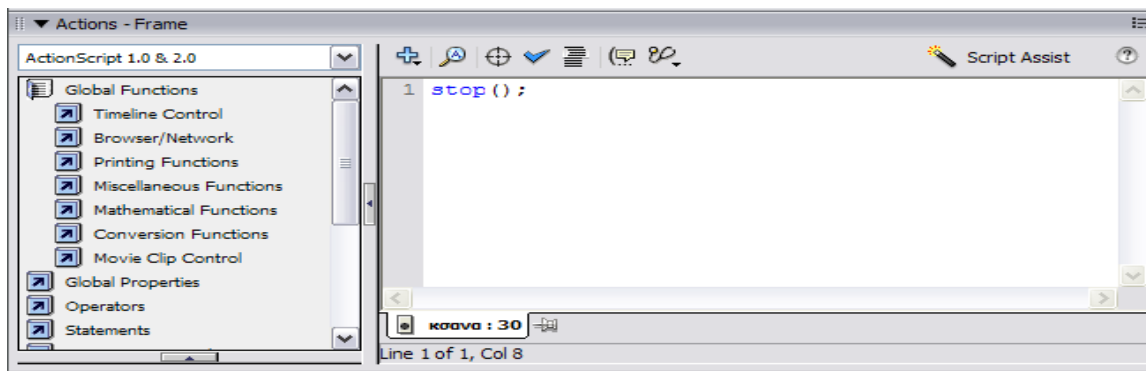 Actions - Frame
ActionScript 1.0 & 2.0
Script Assist
Global Functions
Timeline Control
Browser/Network
Printing Functions
Miscellaneous Functions
Mathematical Functions
Conversion Functions
Movie Clip Control
Global Properties
Operators
Statements
1 stop();
κσανα : 30
Line 1 of 1, Col 8